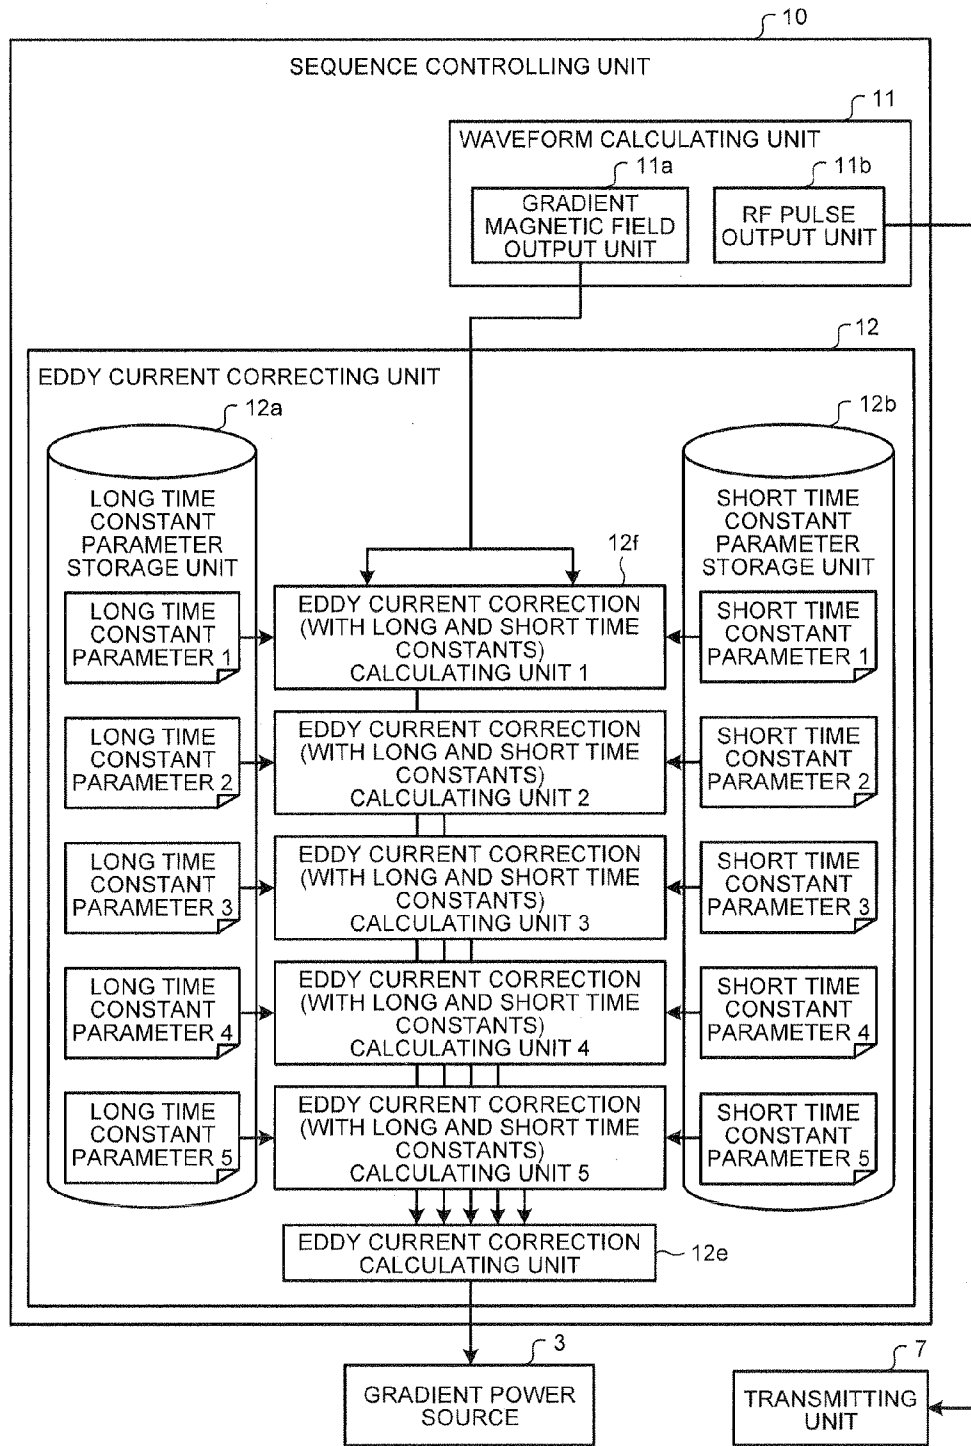 10
SEQUENCE CONTROLLING UNIT
11
WAVEFORM CALCULATING UNIT
11a
11b
GRADIENT
MAGNETIC FIELD
OUTPUT UNIT
RF PULSE
OUTPUT UNIT
12
EDDY CURRENT CORRECTING UNIT
12a
12b
LONG TIME
CONSTANT
PARAMETER
STORAGE UNIT
SHORT TIME
CONSTANT
PARAMETER
STORAGE UNIT
12f
LONG TIME
CONSTANT
PARAMETER 1
EDDY CURRENT CORRECTION
(WITH LONG AND SHORT TIME
CONSTANTS)
CALCULATING UNIT 1
SHORT TIME
CONSTANT
PARAMETER 1
LONG TIME
CONSTANT
PARAMETER 2
EDDY CURRENT CORRECTION
(WITH LONG AND SHORT TIME
CONSTANTS)
CALCULATING UNIT 2
SHORT TIME
CONSTANT
PARAMETER 2
LONG TIME
CONSTANT
PARAMETER 3
EDDY CURRENT CORRECTION
(WITH LONG AND SHORT TIME
CONSTANTS)
CALCULATING UNIT 3
SHORT TIME
CONSTANT
PARAMETER 3
LONG TIME
CONSTANT
PARAMETER 4
EDDY CURRENT CORRECTION
(WITH LONG AND SHORT TIME
CONSTANTS)
CALCULATING UNIT 4
SHORT TIME
CONSTANT
PARAMETER 4
LONG TIME
CONSTANT
PARAMETER 5
EDDY CURRENT CORRECTION
(WITH LONG AND SHORT TIME
CONSTANTS)
CALCULATING UNIT 5
SHORT TIME
CONSTANT
PARAMETER 5
EDDY CURRENT CORRECTION
CALCULATING UNIT
12e
3
GRADIENT POWER
SOURCE
7
TRANSMITTING
UNIT